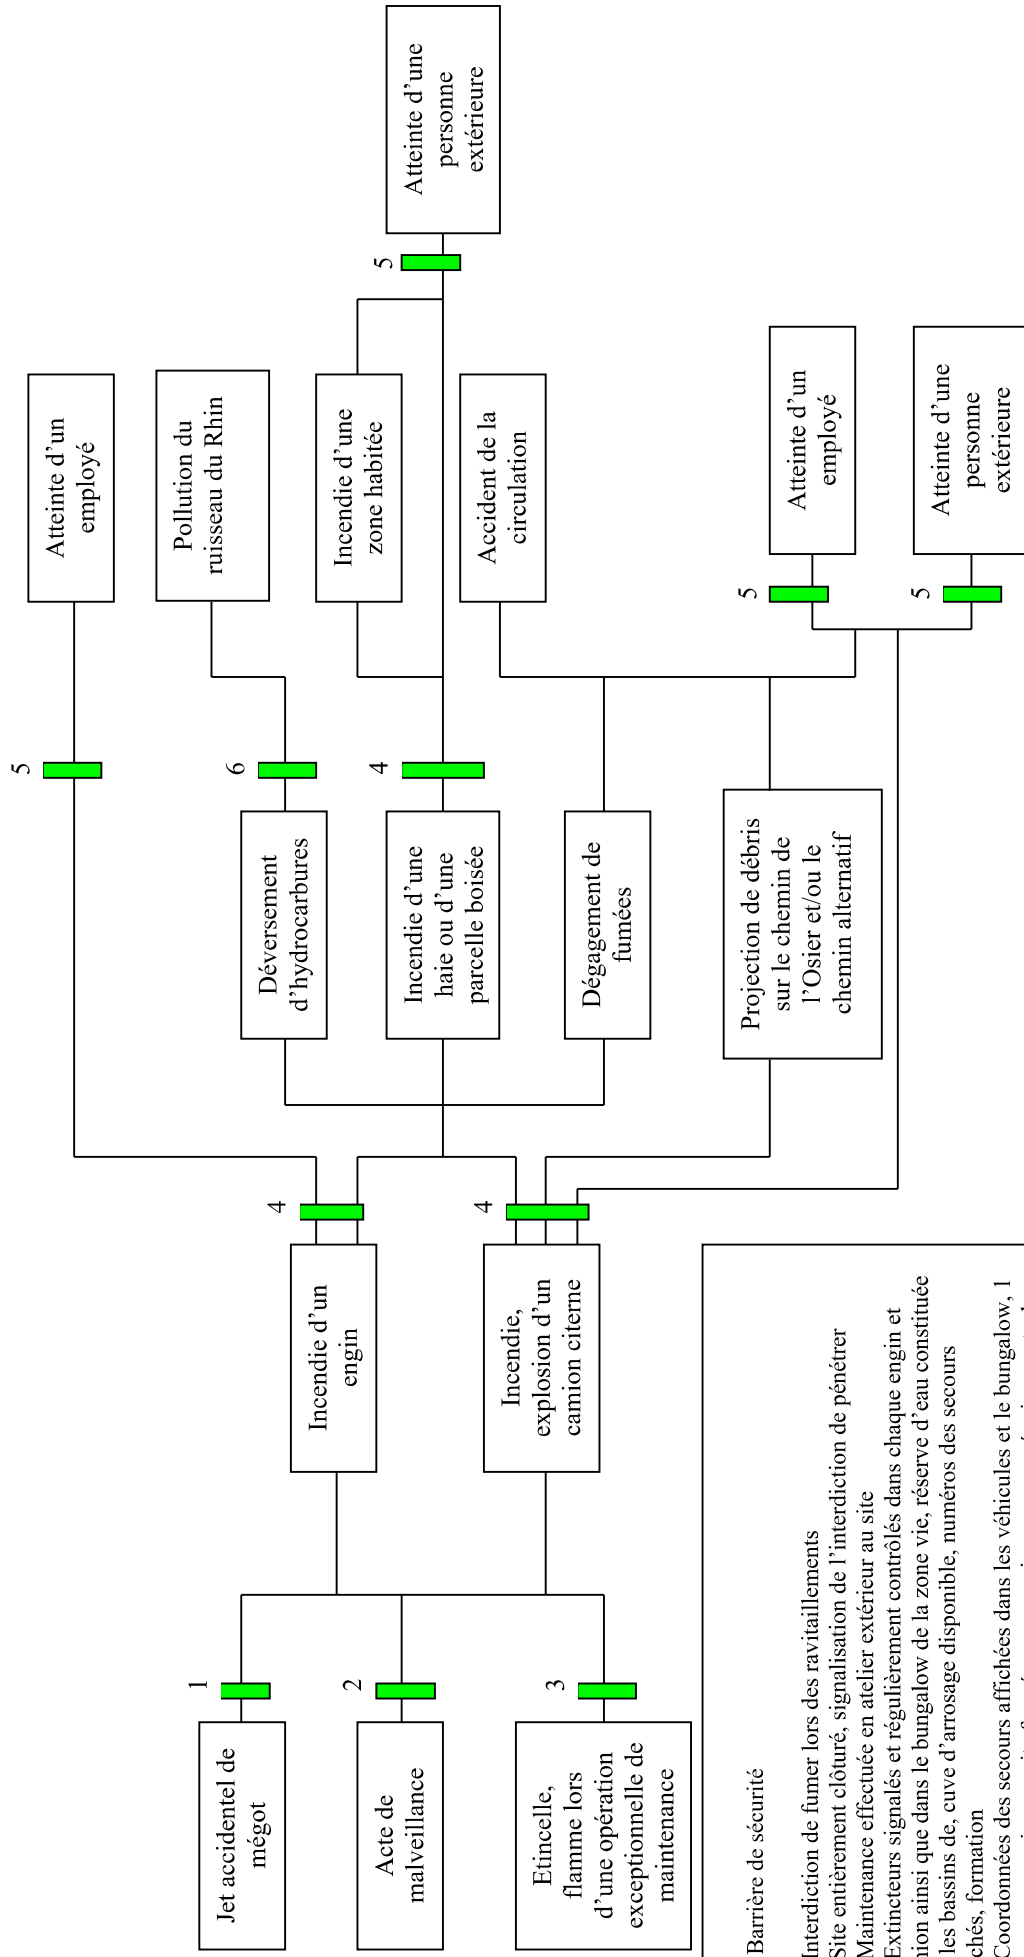 Jet accidentel de
mégot
1
Acte de
malveillance
2
Etincelle,
flamme lors
d'une opération
exceptionnelle de
maintenance
3
Incendie d'un
engin
4
Incendie,
explosion d'un
camion citerne
4
Déversement
d'hydrocarbures
6
Incendie d'une
haie ou d'une
parcelle boisée
4
Dégagement de
fumées
Projection de débris
sur le chemin de
l'Osier et/ou le
chemin alternatif
5
Atteinte d'un
employé
Pollution du
ruisseau du Rhin
Incendie d'une
zone habitée
Accident de la
circulation
5
Atteinte d'un
employé
5
Atteinte d'une
personne
extérieure
5
Atteinte d'une
personne
extérieure
Barrière de sécurité
Interdiction de fumer lors des ravitaillements
Site entièrement clôturé, signalisation de l'interdiction de pénétrer
Maintenance effectuée en atelier extérieur au site
Extincteurs signalés et régulièrement contrôlés dans chaque engin et
nion ainsi que dans le bungalow de la zone vie, réserve d'eau constituée
les bassins de, cuve d'arrosage disponible, numéros des secours
chés, formation
Coordonnées des secours affichées dans les véhicules et le bungalow, 1